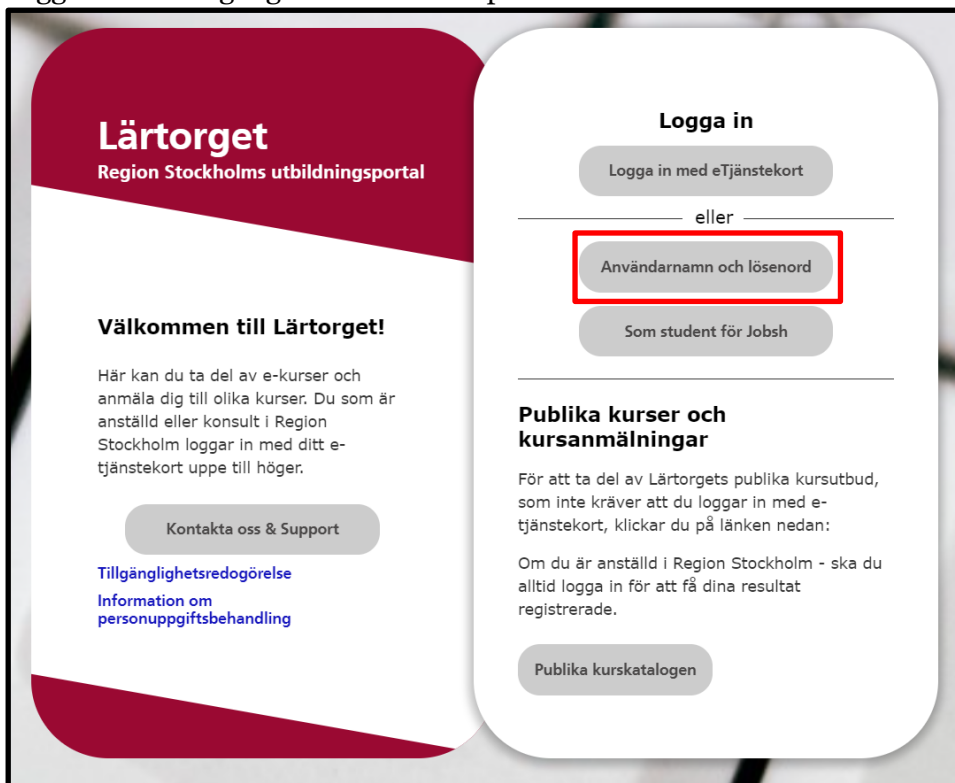 Lärtorget
Region Stockholms utbildningsportal
Välkommen till Lärtorget!
Här kan du ta del av e-kurser och
anmäla dig till olika kurser. Du som är
anställd eller konsult i Region
Stockholm loggar in med ditt e-
tjänstekort uppe till höger.
Kontakta oss & Support
Tillgänglighetsredogörelse
Information om
personuppgiftsbehandling
Logga in
Logga in med eTjänstekort
eller
Användarnamn och lösenord
Som student för Jobsh
Publika kurser och
kursanmälningar
För att ta del av Lärtorgets publika kursutbud,
som inte kräver att du loggar in med e-
tjänstekort, klickar du på länken nedan:
Om du är anställd i Region Stockholm - ska du
alltid logga in för att få dina resultat
registrerade.
Publika kurskatalogen